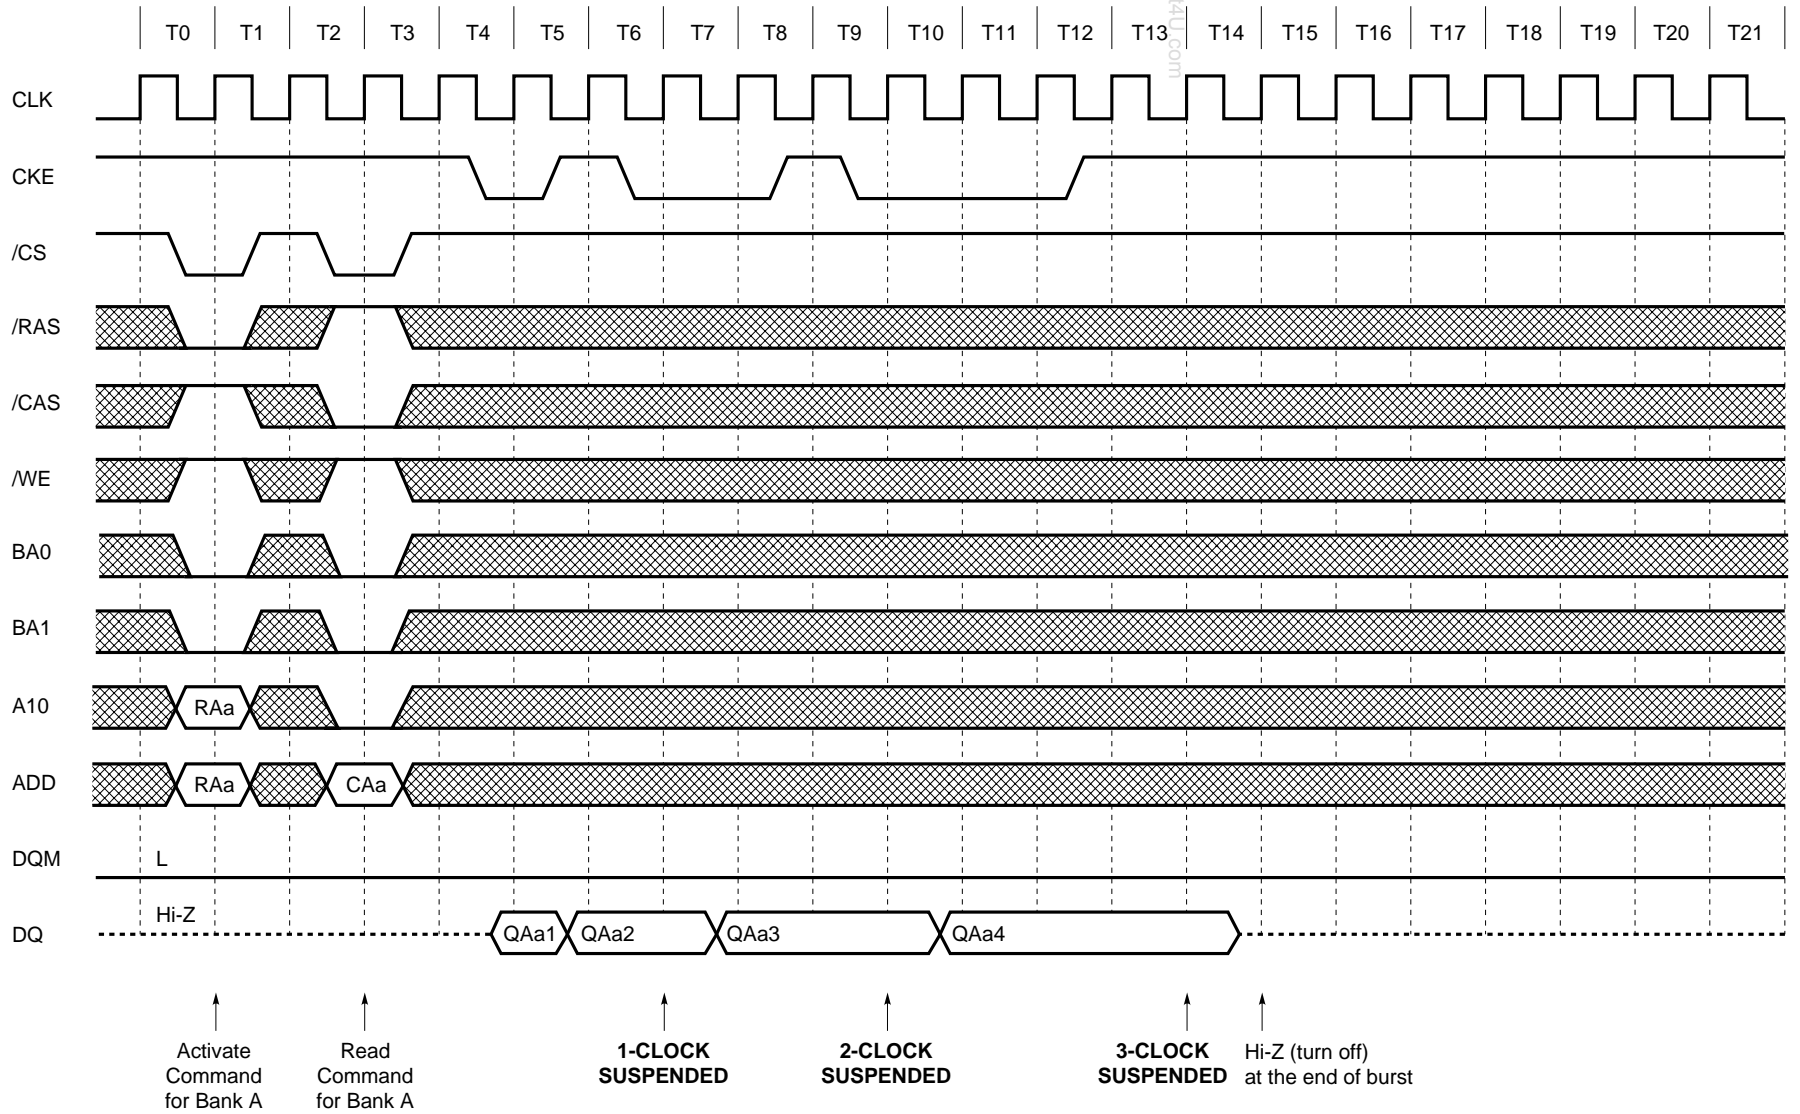 T0 T1 T2 T3 T4 T5 T6 T7 T8 T9 T10 T11 T12 T13 T14 T15 T16 T17 T18 T19 T20 T21
t4U.com
CLK
CKE
/CS
/RAS
/CAS
/WE
BA0
BA1
A10 RAa
ADD RAa CAa
DQM L
Hi-Z
DQ QAa1 QAa2 QAa3 QAa4
Activate
Command
for Bank A
Read
Command
for Bank A
1-CLOCK
SUSPENDED
2-CLOCK
SUSPENDED
3-CLOCK
SUSPENDED
Hi-Z (turn off)
at the end of burst